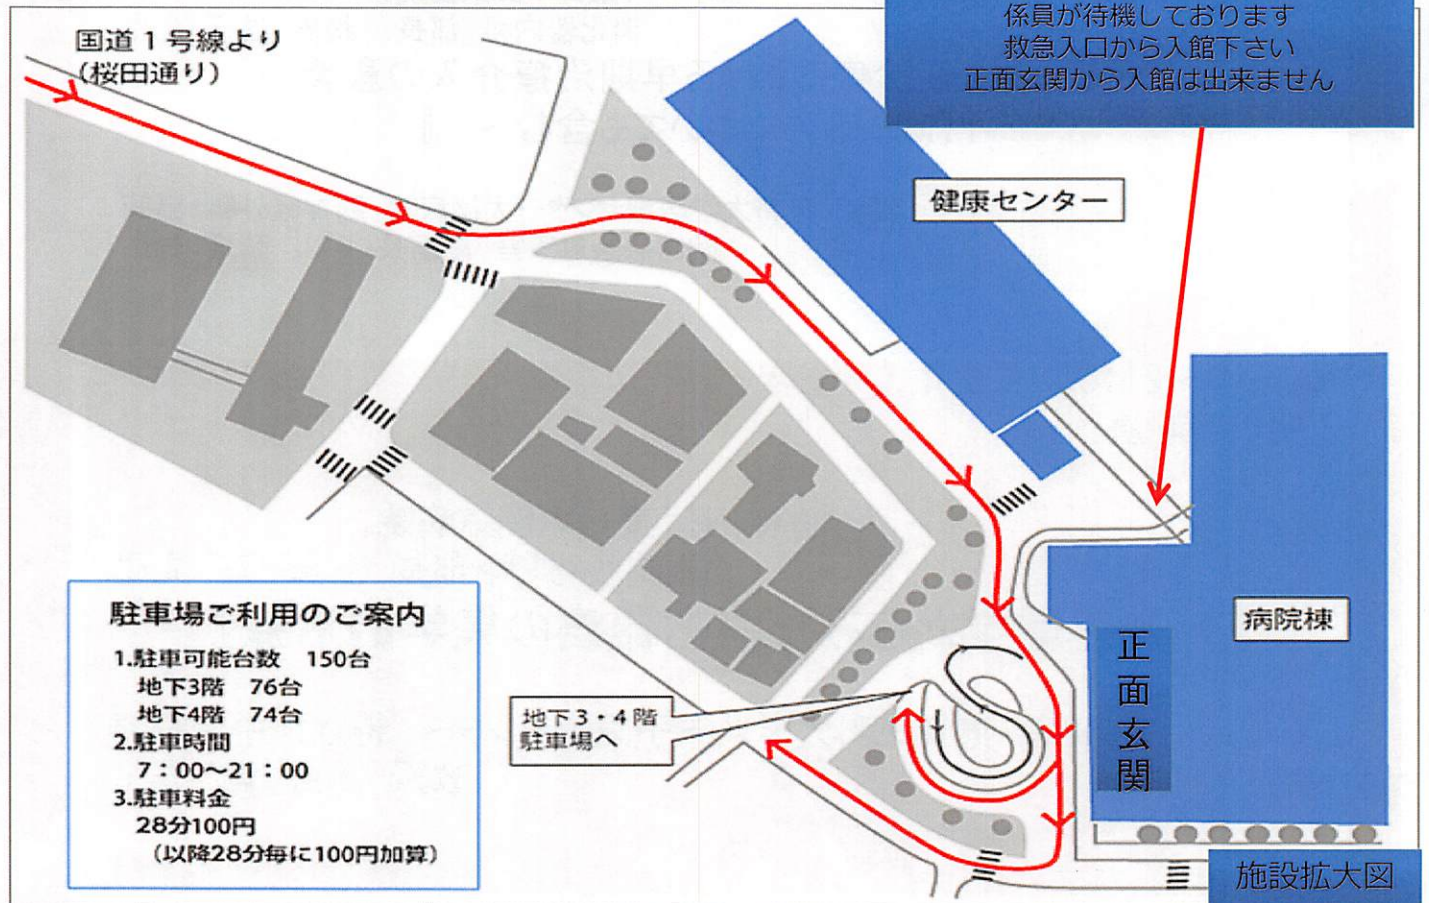 係員が待機しております
救急入口から入館下さい
正面玄関から入館は出来ません
国道1号線より
(桜田通り)
健康センター
病院棟
正面玄関
駐車場ご利用のご案内
1.駐車可能台数 150台
地下3階 76台
地下4階 74台
2.駐車時間
7：00～21：00
3.駐車料金
28分100円
(以降28分毎に100円加算)
地下3・4階
駐車場へ
施設拡大図